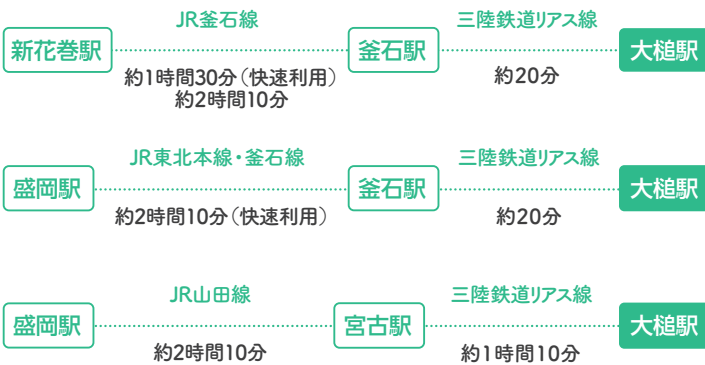 JR釜石線 三陸鉄道リアス線
新花巻駅 釜石駅 大槌駅
約1時間30分(快速利用) 約20分
約2時間10分
JR東北本線・釜石線 三陸鉄道リアス線
盛岡駅 釜石駅 大槌駅
約2時間10分(快速利用) 約20分
JR山田線 三陸鉄道リアス線
盛岡駅 宮古駅 大槌駅
約2時間10分 約1時間10分